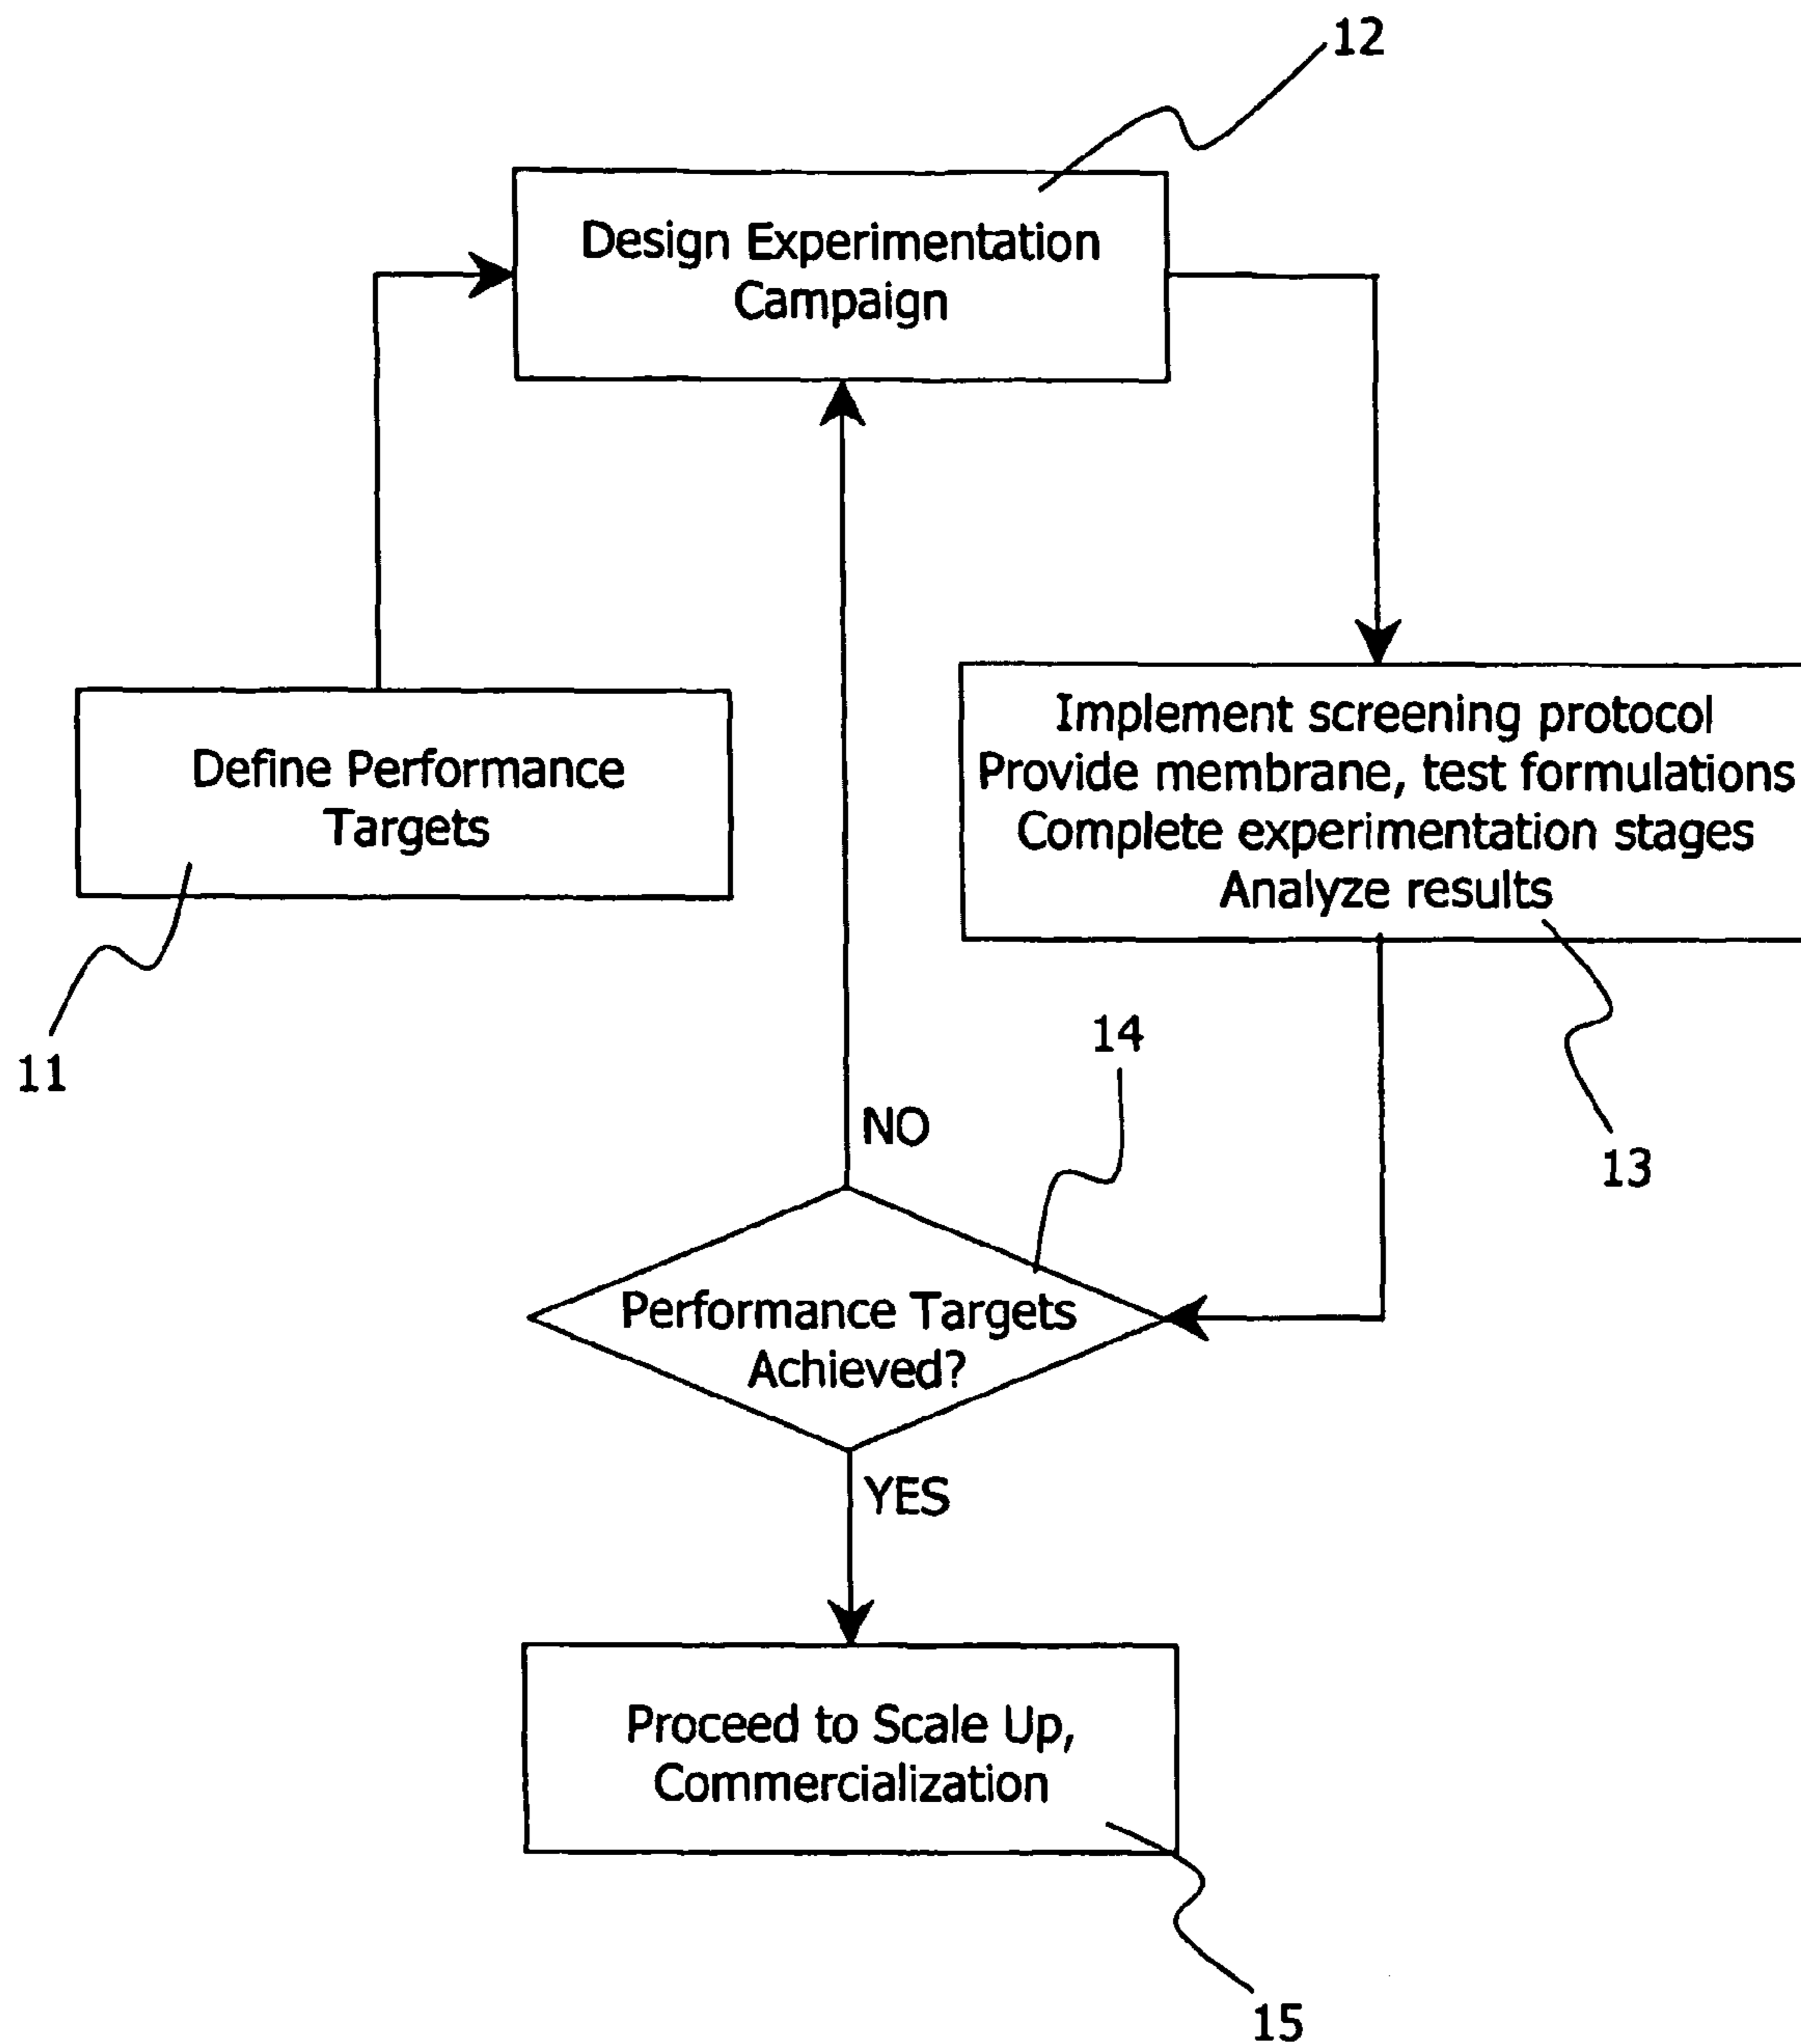 12
Design Experimentation
Campaign
Define Performance
Targets
11
Implement screening protocol
Provide membrane, test formulations
Complete experimentation stages
Analyze results
13
14
NO
Performance Targets
Achieved?
YES
Proceed to Scale Up,
Commercialization
15